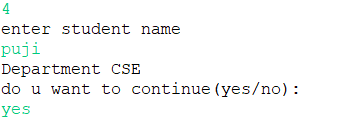 4
enter student name
puji
Department CSE
do u want to continue(yes/no):
yes